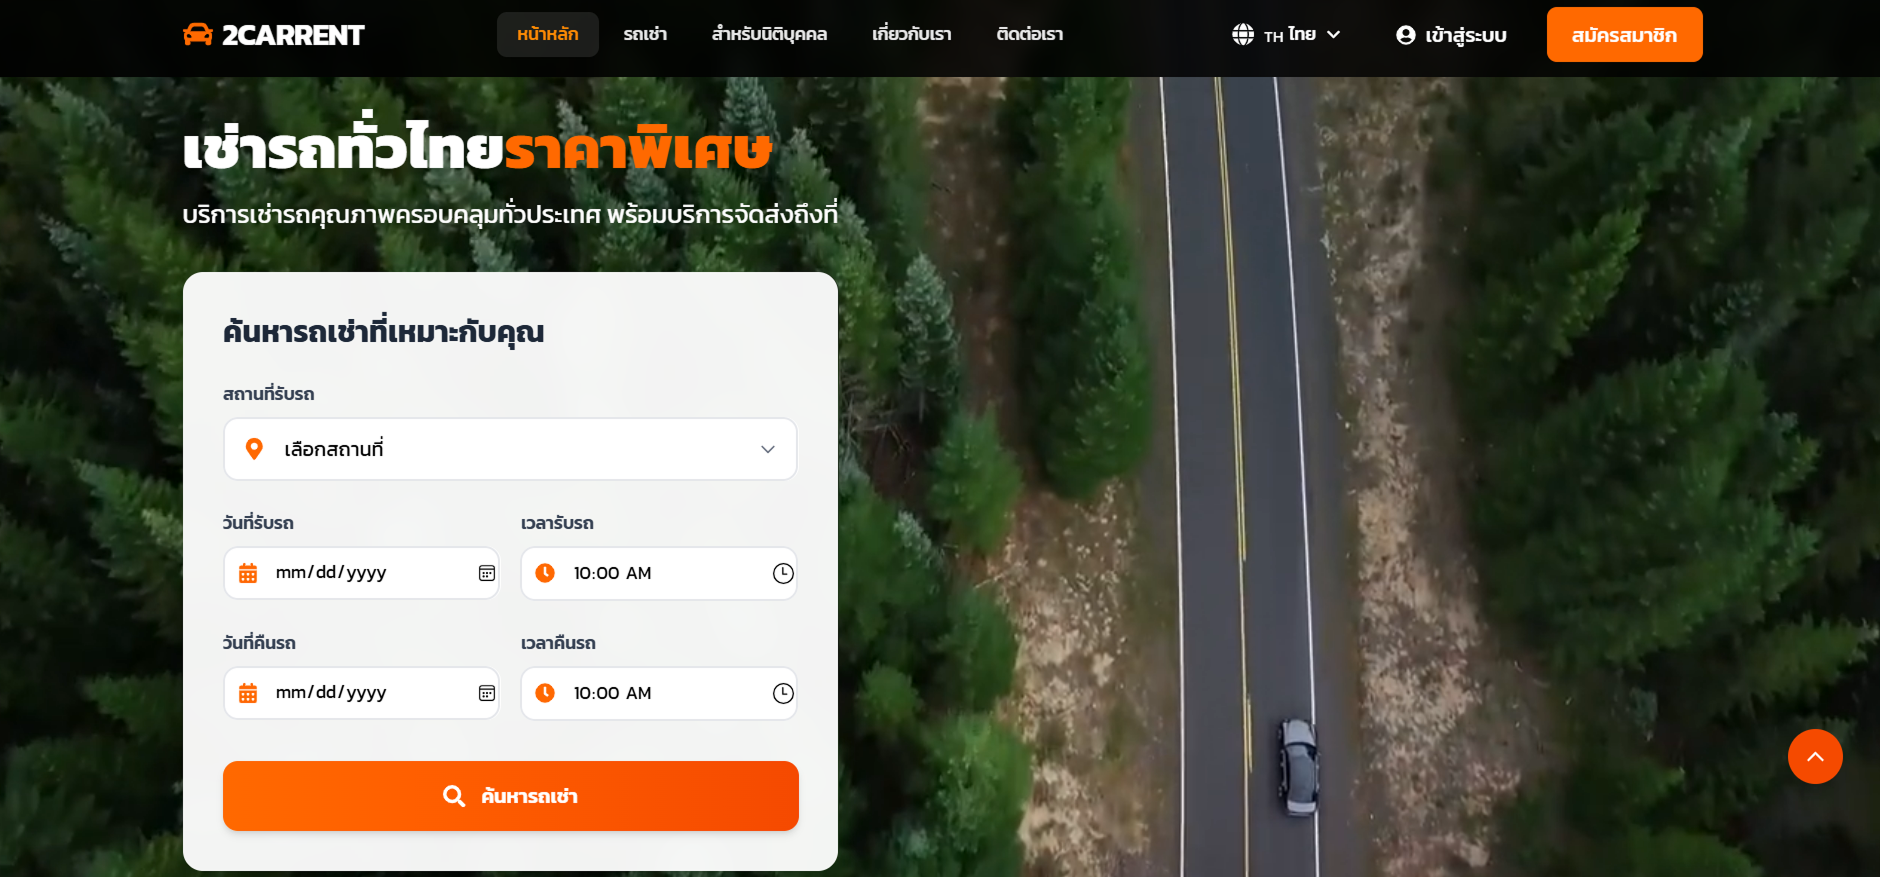 2CARRENT
หน้าหลัก
รถเช่า
สำหรับนิติบุคคล
เกี่ยวกับเรา
ติดต่อเรา
TH ไทย
เข้าสู่ระบบ
สมัครสมาชิก
เช่ารถทั่วไทยราคาพิเศษ
บริการเช่ารถคุณภาพครอบคลุมทั่วประเทศ พร้อมบริการจัดส่งถึงที่
ค้นหารถเช่าที่เหมาะกับคุณ
สถานที่รับรถ
เลือกสถานที่
วันที่รับรถ
เวลารับรถ
mm/dd/yyyy
10:00 AM
วันที่คืนรถ
เวลาคืนรถ
mm/dd/yyyy
10:00 AM
ค้นหารถเช่า